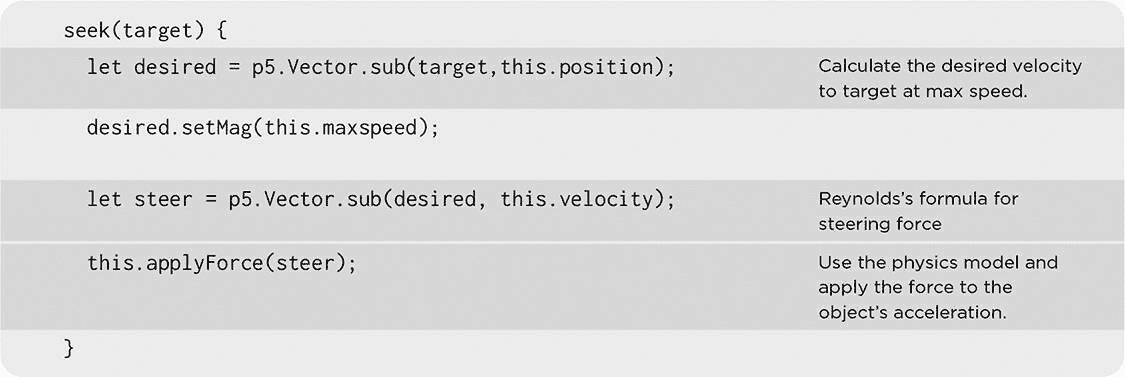 seek(target) {
let desired = p5.Vector.sub(target,this.position);
Calculate the desired velocity
to target at max speed.
desired.setMag(this.maxspeed);
let steer = p5.Vector.sub(desired, this.velocity);
Reynolds's formula for
steering force
this.applyForce(steer);
Use the physics model and
apply the force to the
object's acceleration.
}